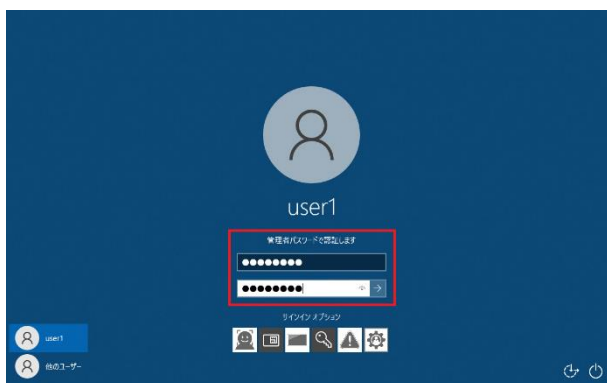 user1
管理者パスワードで認証します
サインイン オプション
user1
他のユーザー